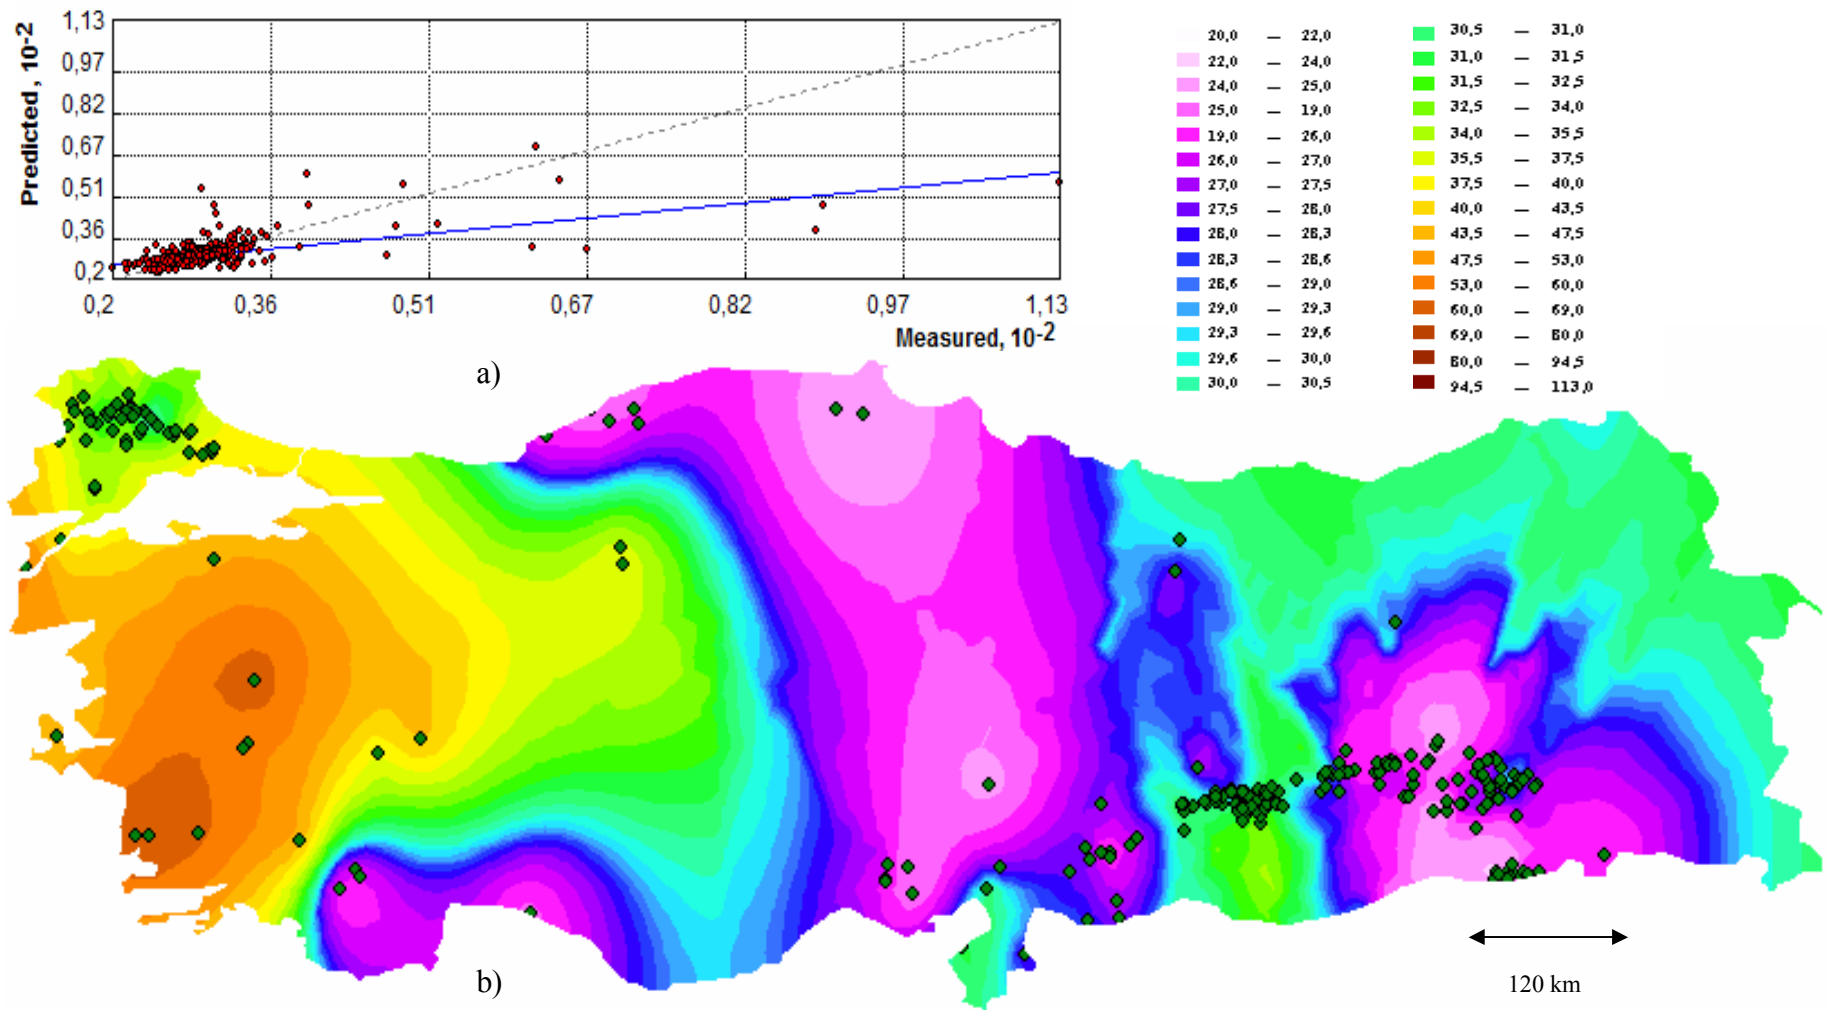 Predicted , 10-2
1,13
0,97
0,82
0,67
0,51
0,36
0,2
0,2 0,36 0,51 0,67 0,82 0,97 1,13
Measured, 10-2
20,0 — 22,0
22,0 — 24,0
24,0 — 25,0
25,0 — 19,0
19,0 — 26,0
26,0 — 27,0
27,0 — 27,5
27,5 — 28,0
28,0 — 28,3
28,3 — 28,6
28,6 — 29,0
29,0 — 29,3
29,3 — 29,6
29,6 — 30,0
30,0 — 30,5
30,5 — 31,0
31,0 — 31,5
31,5 — 32,5
32,5 — 34,0
34,0 — 35,5
35,5 — 37,5
37,5 — 40,0
40,0 — 43,5
43,5 — 47,5
47,5 — 53,0
53,0 — 60,0
60,0 — 69,0
69,0 — 80,0
80,0 — 94,5
94,5 — 113,0
a)
b)
120 km